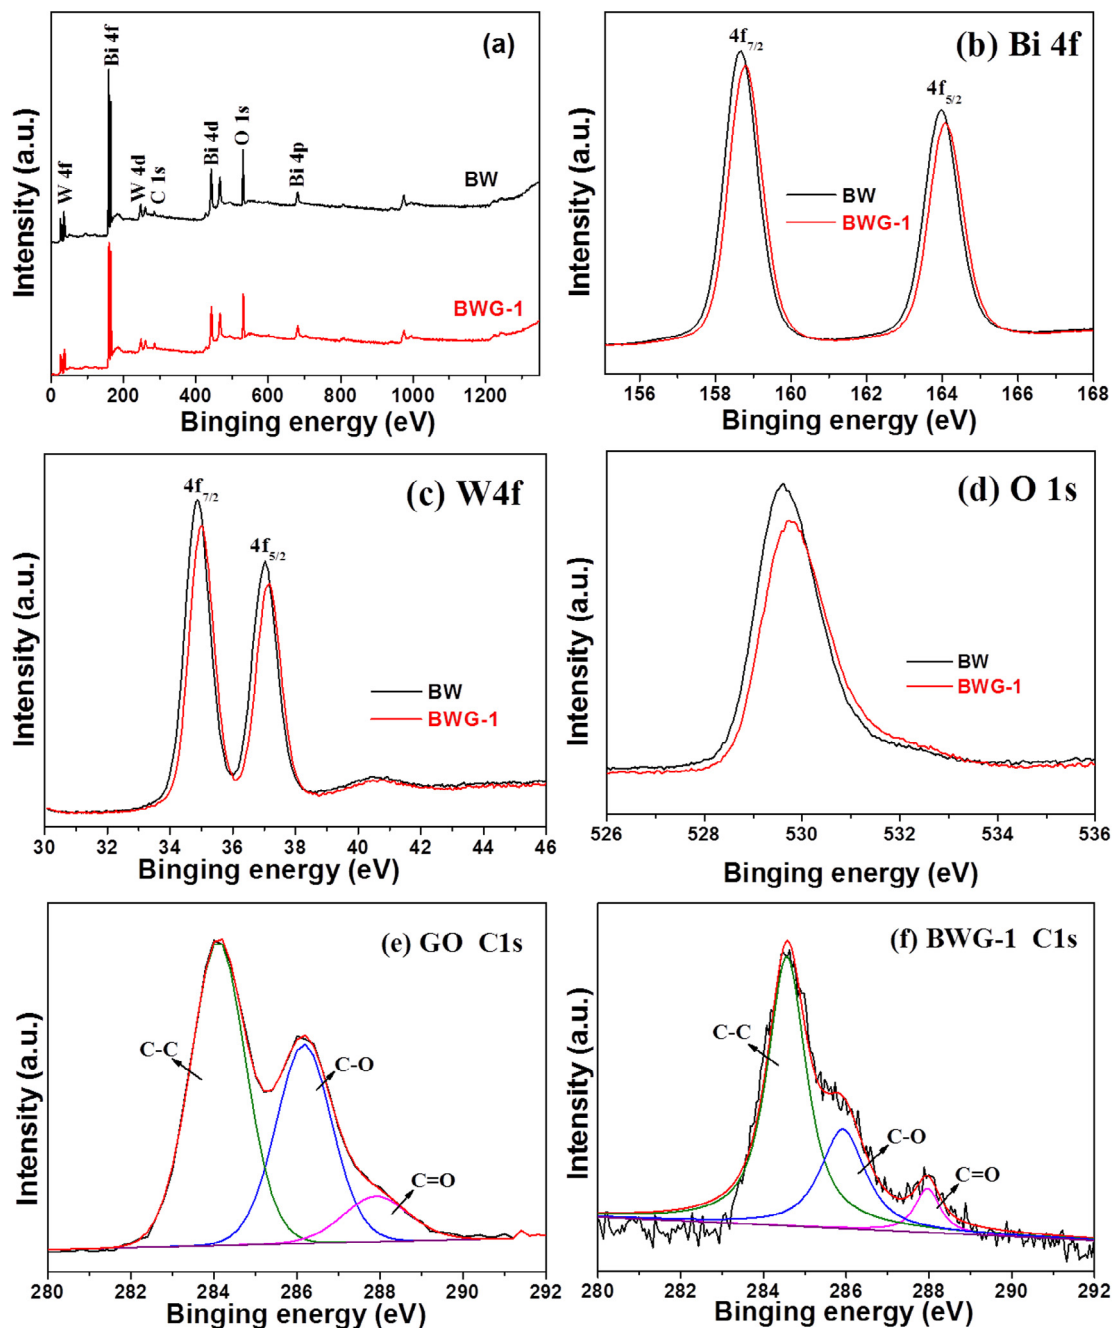 (a)
Intensity (a.u.)
W 4f
Bi 4f
W 4d
C 1s
Bi 4d
O 1s
Bi 4p
BW
BWG-1
0 200 400 600 800 1000 1200
Binging energy (eV)
(b) Bi 4f
Intensity (a.u.)
4f7/2
4f5/2
BW
BWG-1
156 158 160 162 164 166 168
Binging energy (eV)
(c) W4f
Intensity (a.u.)
4f7/2
4f5/2
BW
BWG-1
30 32 34 36 38 40 42 44 46
Binging energy (eV)
(d) O 1s
Intensity (a.u.)
BW
BWG-1
526 528 530 532 534 536
Binging energy (eV)
(e) GO C1s
Intensity (a.u.)
C-C
C-O
C=O
280 282 284 286 288 290 292
Binging energy (eV)
(f) BWG-1 C1s
Intensity (a.u.)
C-C
C-O
C=O
280 282 284 286 287 288 290 292
Binging energy (eV)